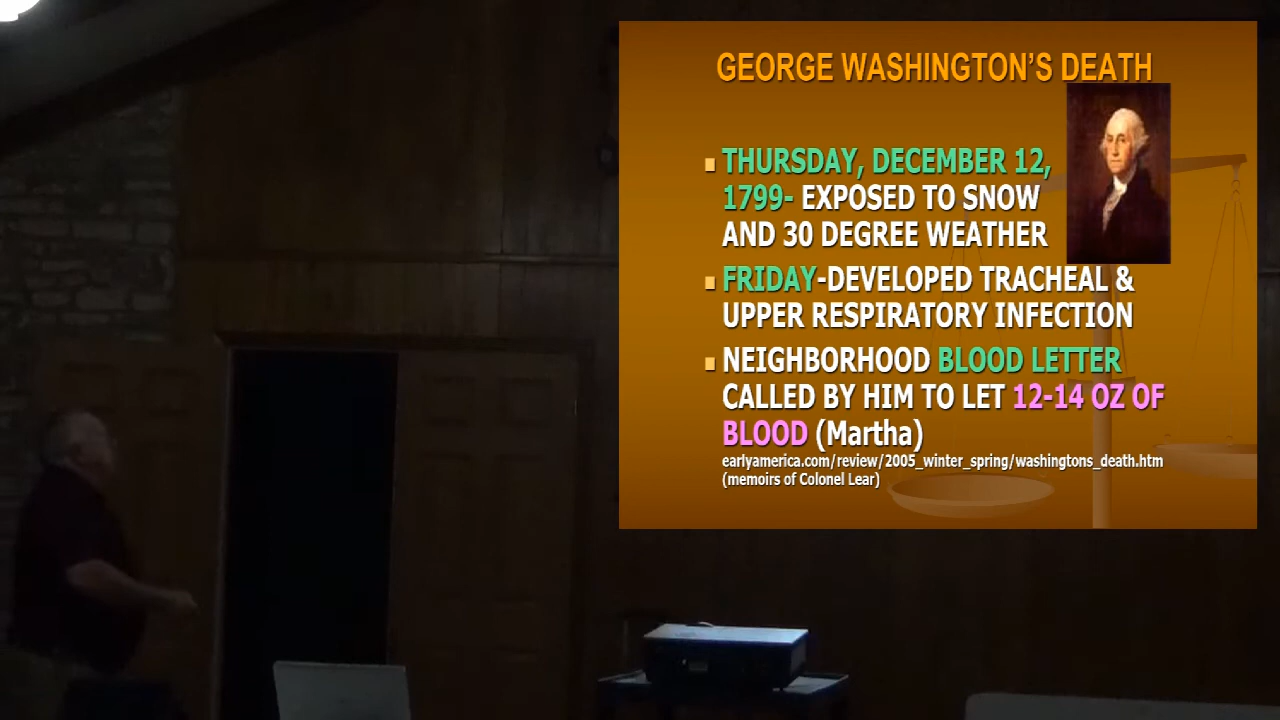 GEORGE WASHINGTON'S DEATH
THURSDAY, DECEMBER 12,
1799- EXPOSED TO SNOW
AND 30 DEGREE WEATHER
FRIDAY-DEVELOPED TRACHEAL &
UPPER RESPIRATORY INFECTION
NEIGHBORHOOD BLOOD LETTER
CALLED BY HIM TO LET 12-14 OZ OF
BLOOD (Martha)
earlyamerica.com/review/2005_winter_spring/washingtons_death.htm
(memoirs of Colonel Lear)